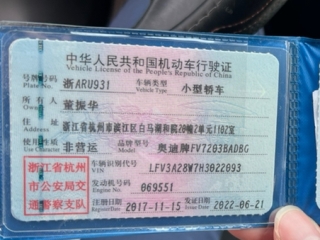 中华人民共和国机动车行驶证
Vehicle License of the People's Republic of China
号牌号码 浙ARU931 车辆类型 小型轿车
Plate No. Vehicle Type
所有人 董振华
Owner
住址 浙江省杭州市滨江区白马湖和院20幢2单元1102室
Address
使用性质 非营运 品牌型号 奥迪牌FV7203BADBG
Use Character Model
浙江省杭州市公安局交通警察支队
车辆识别代号 LFV3A28W7H3022093
VIN
发动机号码 069551
Engine No.
注册日期 2017-11-15 发证日期 2022-06-21
Register Date Issue Date